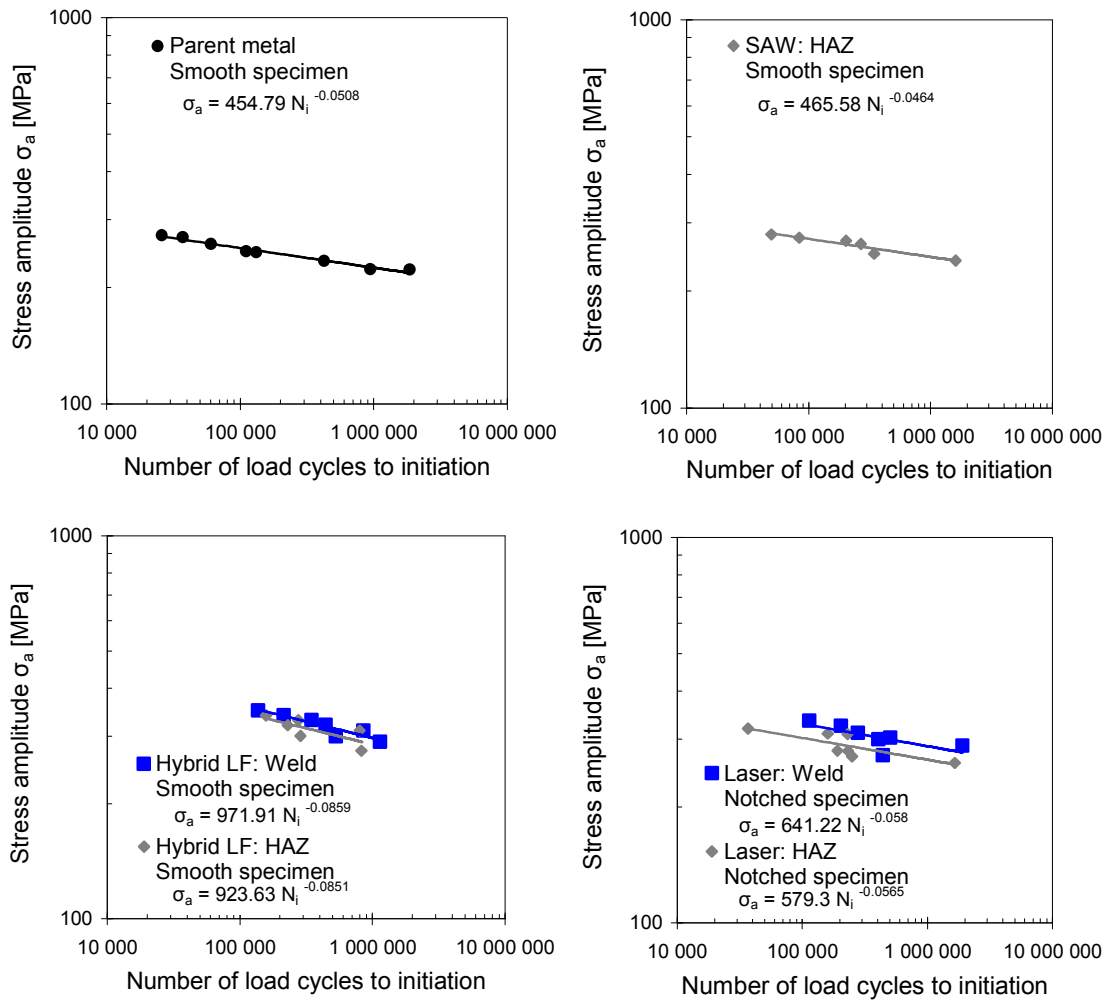 1000
Parent metal
Smooth specimen
σₐ = 454.79 Nᵢ ^-0.0508
Stress amplitude σₐ [MPa]
100
10 000 100 000 1 000 000 10 000 000
Number of load cycles to initiation
1000
SAW: HAZ
Smooth specimen
σₐ = 465.58 Nᵢ ^-0.0464
Stress amplitude σₐ [MPa]
100
10 000 100 000 1 000 000 10 000 000
Number of load cycles to initiation
1000
Stress amplitude σₐ [MPa]
Hybrid LF: Weld
Smooth specimen
σₐ = 971.91 Nᵢ ^-0.0859
Hybrid LF: HAZ
Smooth specimen
σₐ = 923.63 Nᵢ ^-0.0851
100
10 000 100 000 1 000 000 10 000 000
Number of load cycles to initiation
1000
Stress amplitude σₐ [MPa]
Laser: Weld
Notched specimen
σₐ = 641.22 Nᵢ ^-0.058
Laser: HAZ
Notched specimen
σₐ = 579.3 Nᵢ ^-0.0565
100
10 000 100 000 1 000 000 10 000 000
Number of load cycles to initiation